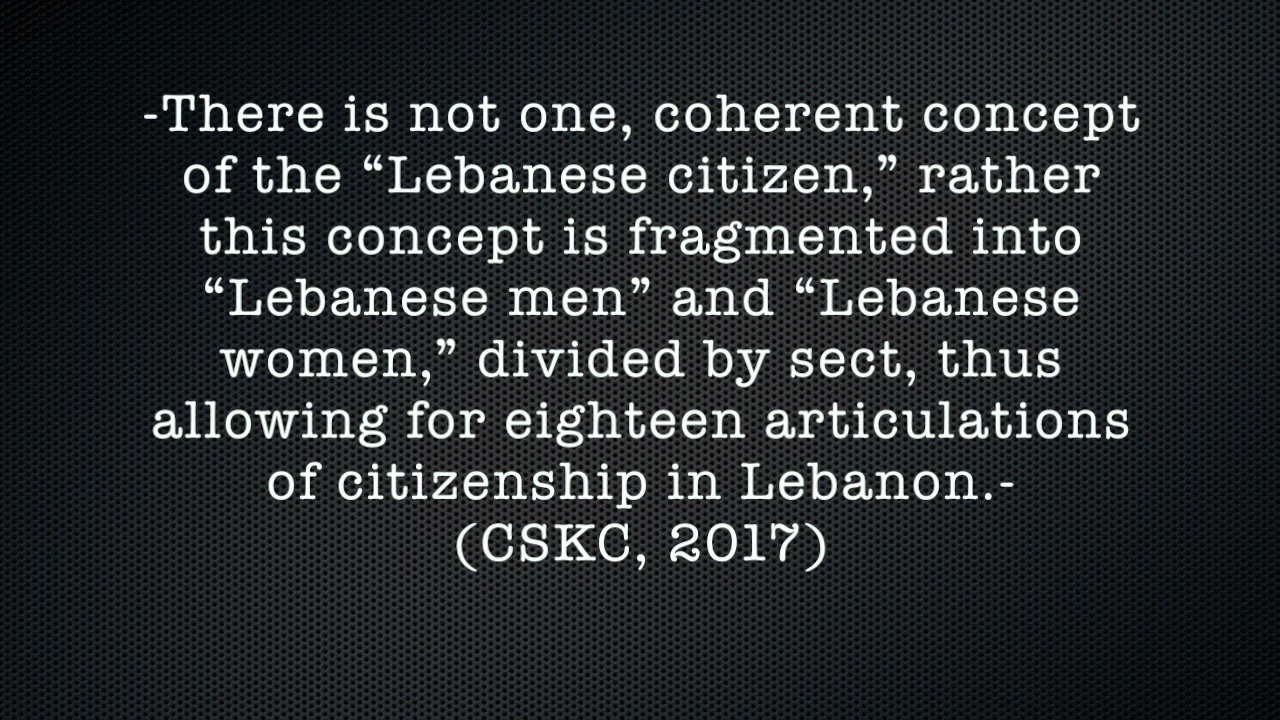 -There is not one, coherent concept
of the “Lebanese citizen,” rather
this concept is fragmented into
“Lebanese men” and “Lebanese
women,” divided by sect, thus
allowing for eighteen articulations
of citizenship in Lebanon.-
(CSKC, 2017)